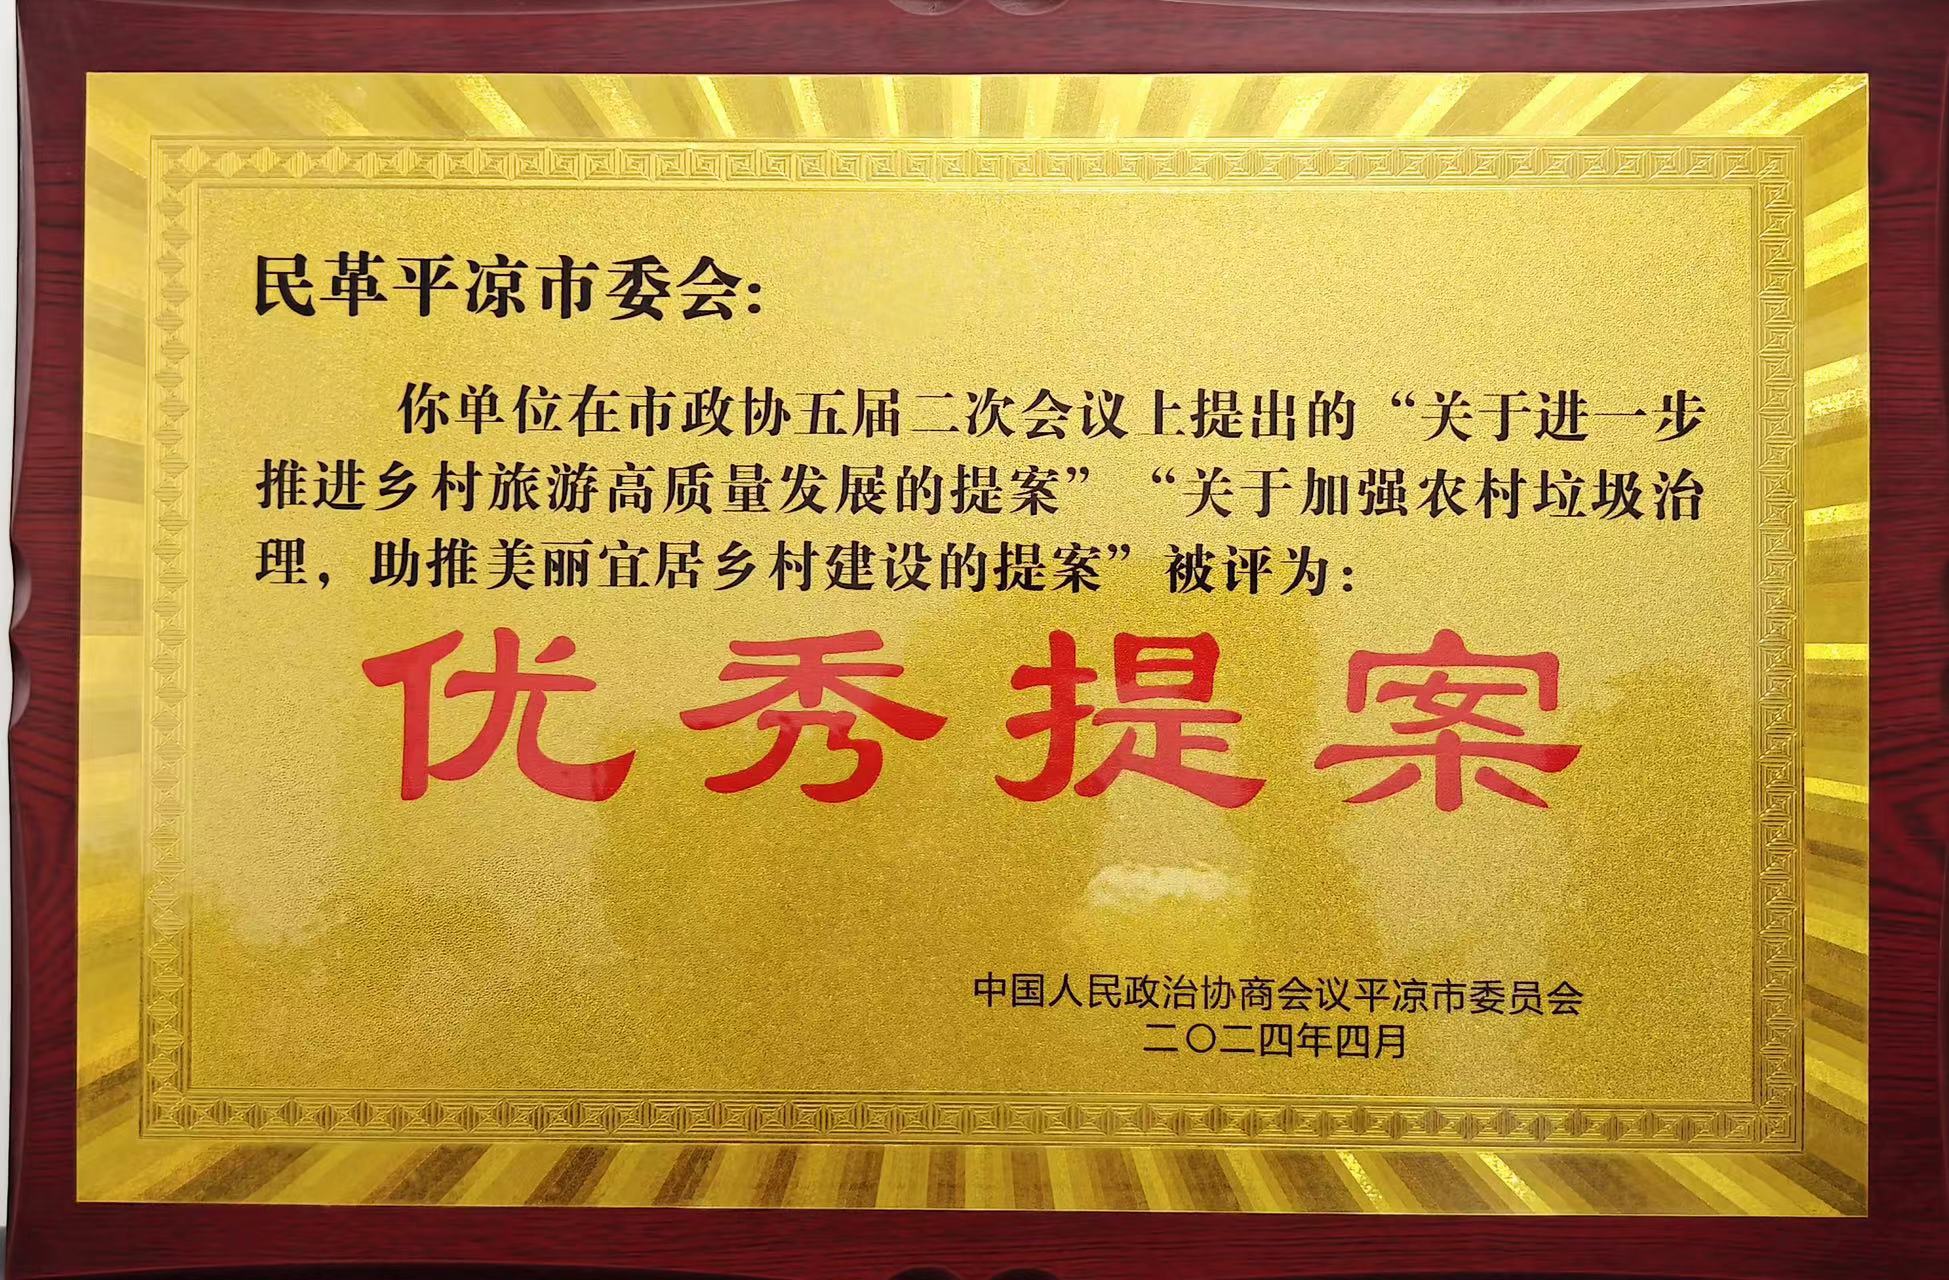 民革平凉市委会：
你单位在市政协五届二次会议上提出的“关于进一步
推进乡村旅游高质量发展的提案”“关于加强农村垃圾治
理，助推美丽宜居乡村建设的提案”被评为：
优秀提案
中国人民政治协商会议平凉市委员会
二〇二四年四月